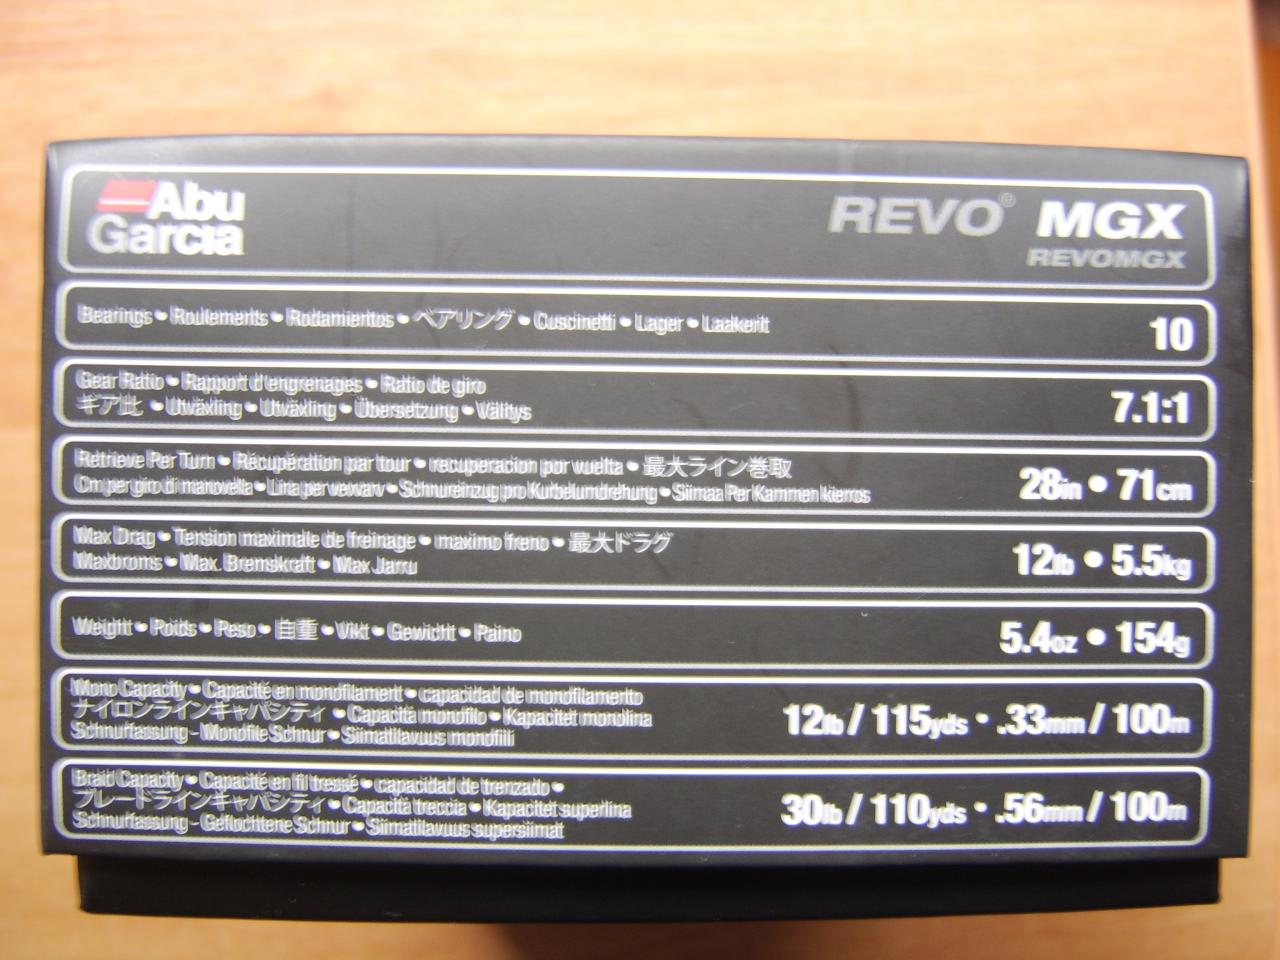 Abu
Garcia
REVO® MGX
REVOMGX
Bearings • Roulements • Rodamientos • ベアリング • Cuscinetti • Lager • Laakerit
10
Gear Ratio • Rapport d'engrenages • Ratio de giro
ギア比 • Utväxling • Utväxling • Übersetzung • Välitys
7.1:1
Retrieve Per Turn • Récupération par tour • recuperacion por vuelta • 最大ライン巻取
Cm per giro di manovella • Lina per vevvarv • Schnureinzug pro Kurbelumdrehung • Siimaa Per Kammen kierros
28in • 71cm
Max Drag • Tension maximale de freinage • maximo freno • 最大ドラグ
Maxbroms • Max. Bremskraft • Max Jarru
12lb • 5.5kg
Weight • Poids • Peso • 自重 • Vikt • Gewicht • Paino
5.4oz • 154g
Mono Capacity • Capacité en monofilament • capacidad de monofilamento
ナイロンラインキャパシティ • Capacità monofilo • Kapacitet monolina
Schnurfassung - Monofile Schnur • Siimatilavuus monofiili
12lb / 115yds • .33mm / 100m
Braid Capacity • Capacité en fil tressé • capacidad de trenzado •
ブレードラインキャパシティ • Capacità treccia • Kapacitet superlina
Schnurfassung - Geflochtene Schnur • Siimatilavuus supersiimat
30lb / 110yds • .56mm / 100m